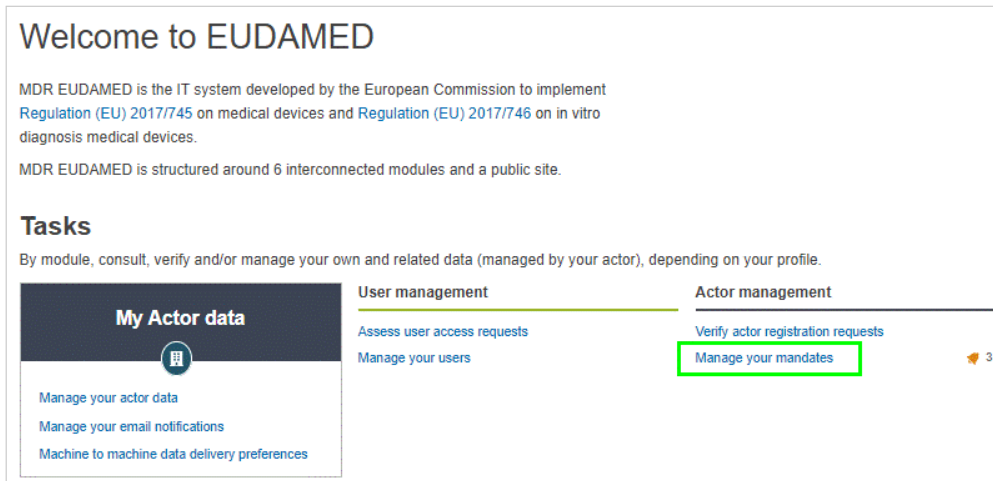 Welcome to EUDAMED
MDR EUDAMED is the IT system developed by the European Commission to implement
Regulation (EU) 2017/745 on medical devices and Regulation (EU) 2017/746 on in vitro
diagnosis medical devices.
MDR EUDAMED is structured around 6 interconnected modules and a public site.
Tasks
By module, consult, verify and/or manage your own and related data (managed by your actor), depending on your profile.
My Actor data
Manage your actor data
Manage your email notifications
Machine to machine data delivery preferences
User management
Assess user access requests
Manage your users
Actor management
Verify actor registration requests
Manage your mandates
3